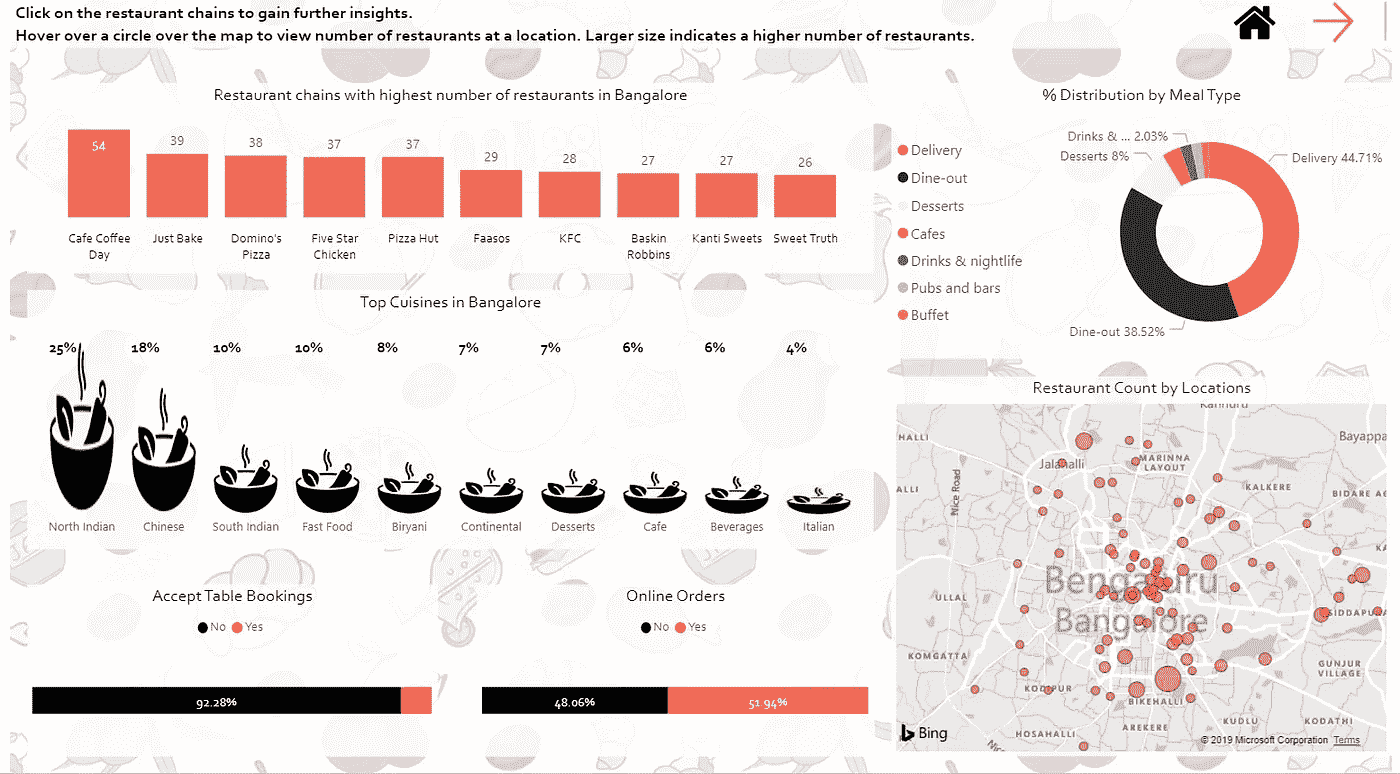 Click on the restaurant chains to gain further insights.
Hover over a circle over the map to view number of restaurants at a location. Larger size indicates a higher number of restaurants.
Restaurant chains with highest number of restaurants in Bangalore
54 39 38 37 37 29 28 27 27 26
Cafe Coffee Day
Just Bake
Domino's Pizza
Five Star Chicken
Pizza Hut
Faasos
KFC
Baskin Robbins
Kanti Sweets
Sweet Truth
% Distribution by Meal Type
Delivery
Dine-out
Desserts
Cafes
Drinks & nightlife
Pubs and bars
Buffet
Drinks & ... 2.03%
Desserts 8%
Delivery 44.71%
Dine-out 38.52%
Top Cuisines in Bangalore
25% 18% 10% 10% 8% 7% 7% 6% 6% 4%
North Indian Chinese South Indian Fast Food Biryani Continental Desserts Cafe Beverages Italian
Accept Table Bookings
No Yes
92.28%
Online Orders
No Yes
48.06% 51.94%
Restaurant Count by Locations
HALLI
Bayappa
Jalahalli
MARINNA
LAYOUT
Nice Road
ALLI
KALKERE
BIDARE AG
KA
Bengaluru
Bangalore
ULLAL
SIDDAPUR
KOMGATTA
GUNJUR
VILLAGE
KODIPUR
BIKEHALLI
HOSAHALLI
AREKERE
KUDLU
KODATHI
Bing
© 2019 Microsoft Corporation Terms